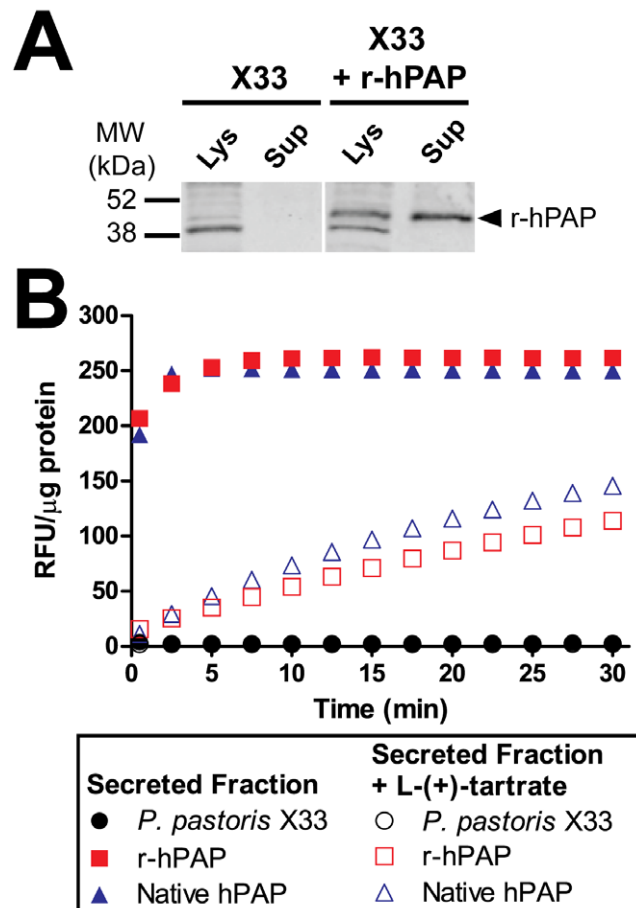 A
X33
X33
+ r-hPAP
MW
(kDa)
Lys
Sup
Lys
Sup
52
38
r-hPAP
B
RFU/µg protein
300
250
200
150
100
50
0
0
5
10
15
20
25
30
Time (min)
Secreted Fraction
P. pastoris X33
r-hPAP
Native hPAP
Secreted Fraction
+ L-(+)-tartrate
P. pastoris X33
r-hPAP
Native hPAP